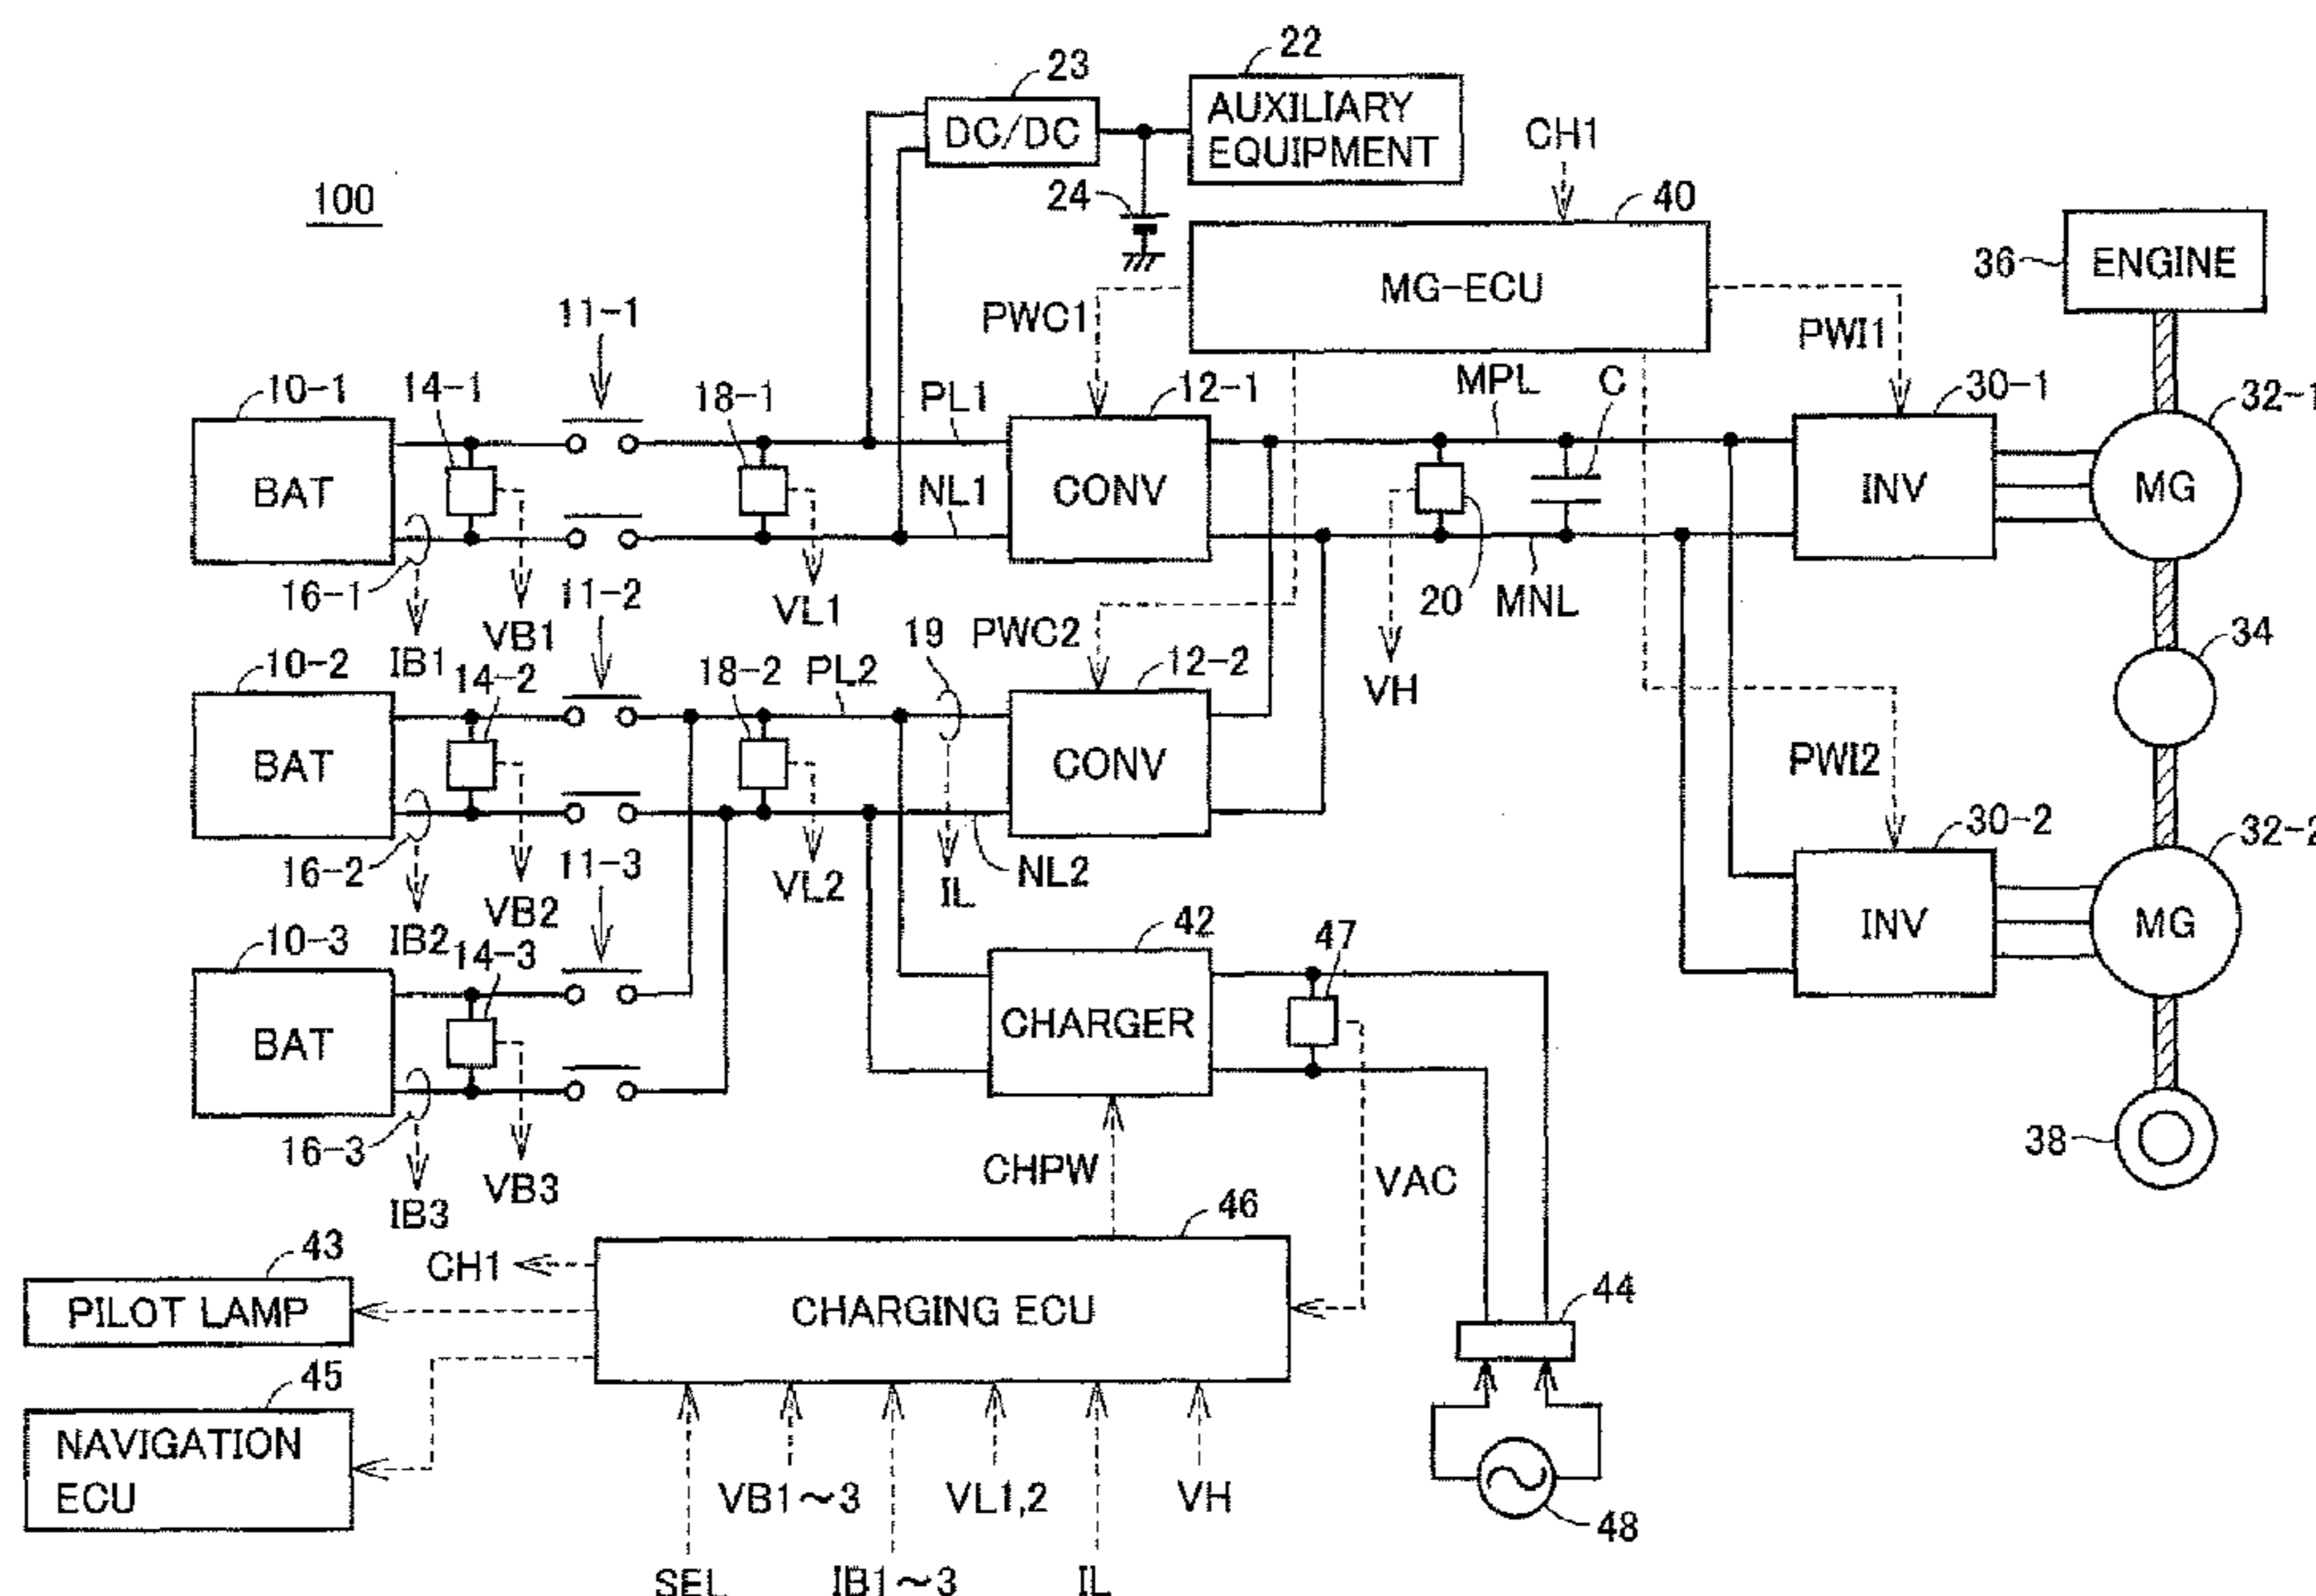 22
23
AUXILIARY
EQUIPMENT
DC/DC
CH1
100
24
40
36
ENGINE
MG-ECU
11-1
PWC1
PWI1
10-1
14-1
18-1
PL1
12-1
MPL
C
30-1
32-1
BAT
NL1
CONV
INV
MG
16-1
11-2
VL1
20
MNL
IB1
VB1
19
PWC2
34
10-2
14-2
18-2
PL2
12-2
VH
BAT
CONV
PWI2
16-2
11-3
VL2
IL
NL2
30-2
32-2
IB2
VB2
42
47
10-3
14-3
INV
MG
BAT
CHARGER
16-3
38
CHPW
VAC
IB3
VB3
46
43
CH1
44
PILOT LAMP
CHARGING ECU
45
NAVIGATION
ECU
VB1～3
VL1,2
VH
48
SEL
IB1～3
IL